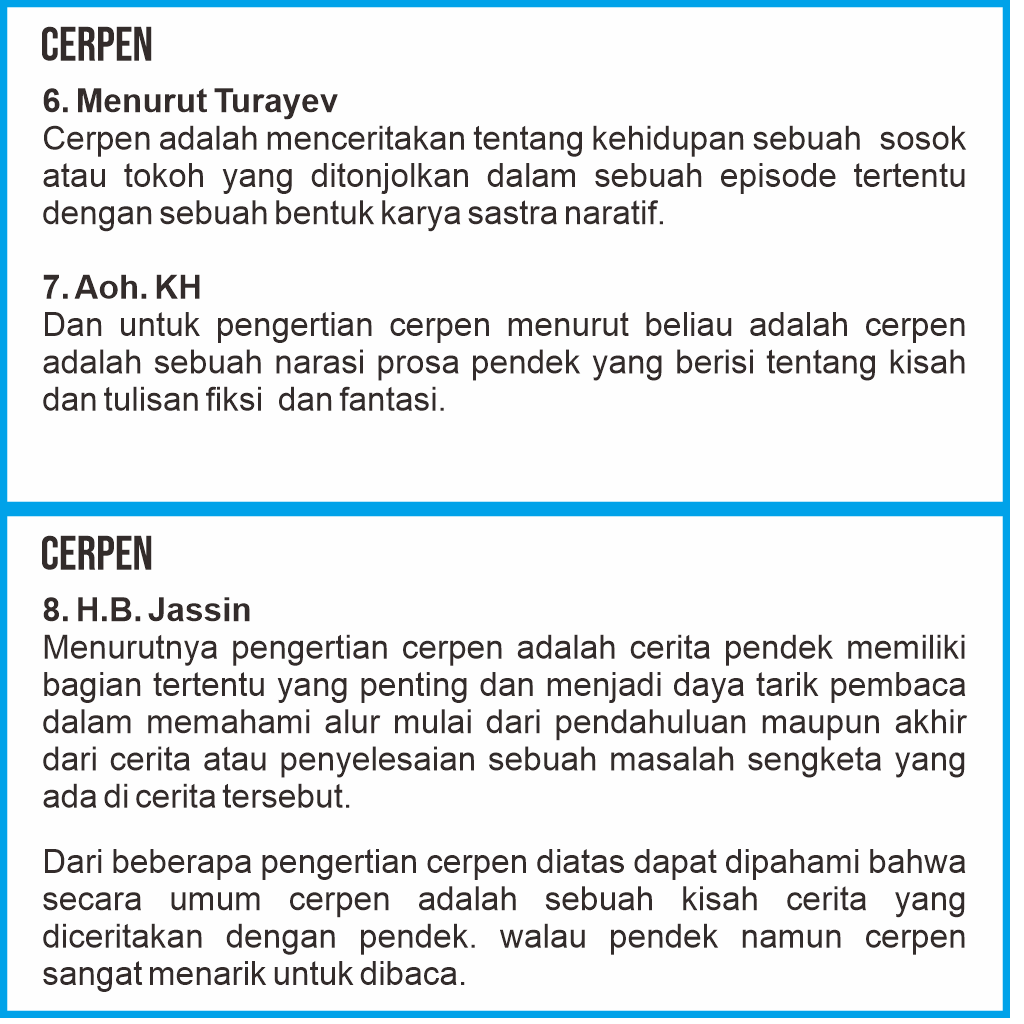 CERPEN
6. Menurut Turayev
Cerpen adalah menceritakan tentang kehidupan sebuah sosok
atau tokoh yang ditonjolkan dalam sebuah episode tertentu
dengan sebuah bentuk karya sastra naratif.
7. Aoh. KH
Dan untuk pengertian cerpen menurut beliau adalah cerpen
adalah sebuah narasi prosa pendek yang berisi tentang kisah
dan tulisan fiksi dan fantasi.
CERPEN
8. H.B. Jassin
Menurutnya pengertian cerpen adalah cerita pendek memiliki
bagian tertentu yang penting dan menjadi daya tarik pembaca
dalam memahami alur mulai dari pendahuluan maupun akhir
dari cerita atau penyelesaian sebuah masalah sengketa yang
ada di cerita tersebut.
Dari beberapa pengertian cerpen diatas dapat dipahami bahwa
secara umum cerpen adalah sebuah kisah cerita yang
diceritakan dengan pendek. walau pendek namun cerpen
sangat menarik untuk dibaca.